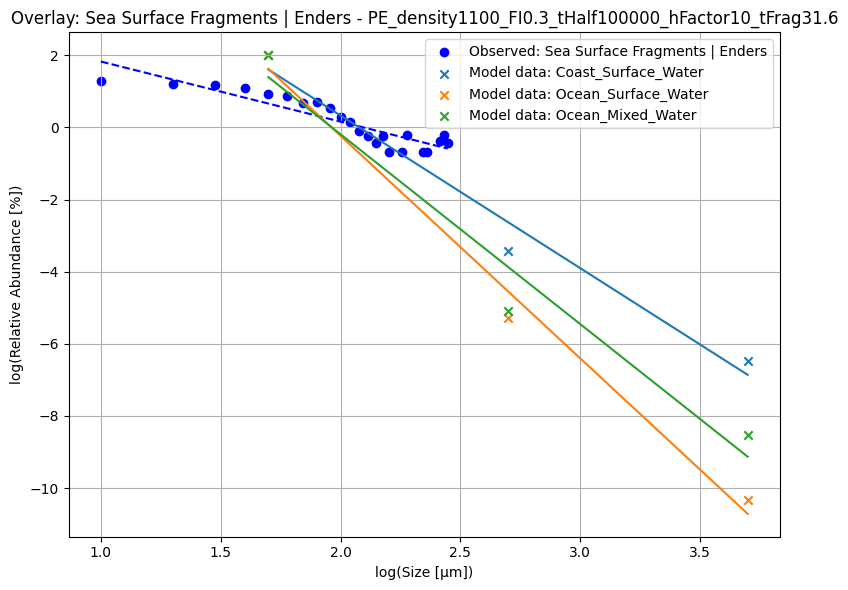 Overlay: Sea Surface Fragments | Enders - PE_density1100_FI0.3_tHalf100000_hFactor10_tFrag31.6
Observed: Sea Surface Fragments | Enders
Model data: Coast_Surface_Water
Model data: Ocean_Surface_Water
Model data: Ocean_Mixed_Water
log(Relative Abundance [%])
2
0
−2
−4
−6
−8
−10
1.0 1.5 2.0 2.5 3.0 3.5
log(Size [µm])